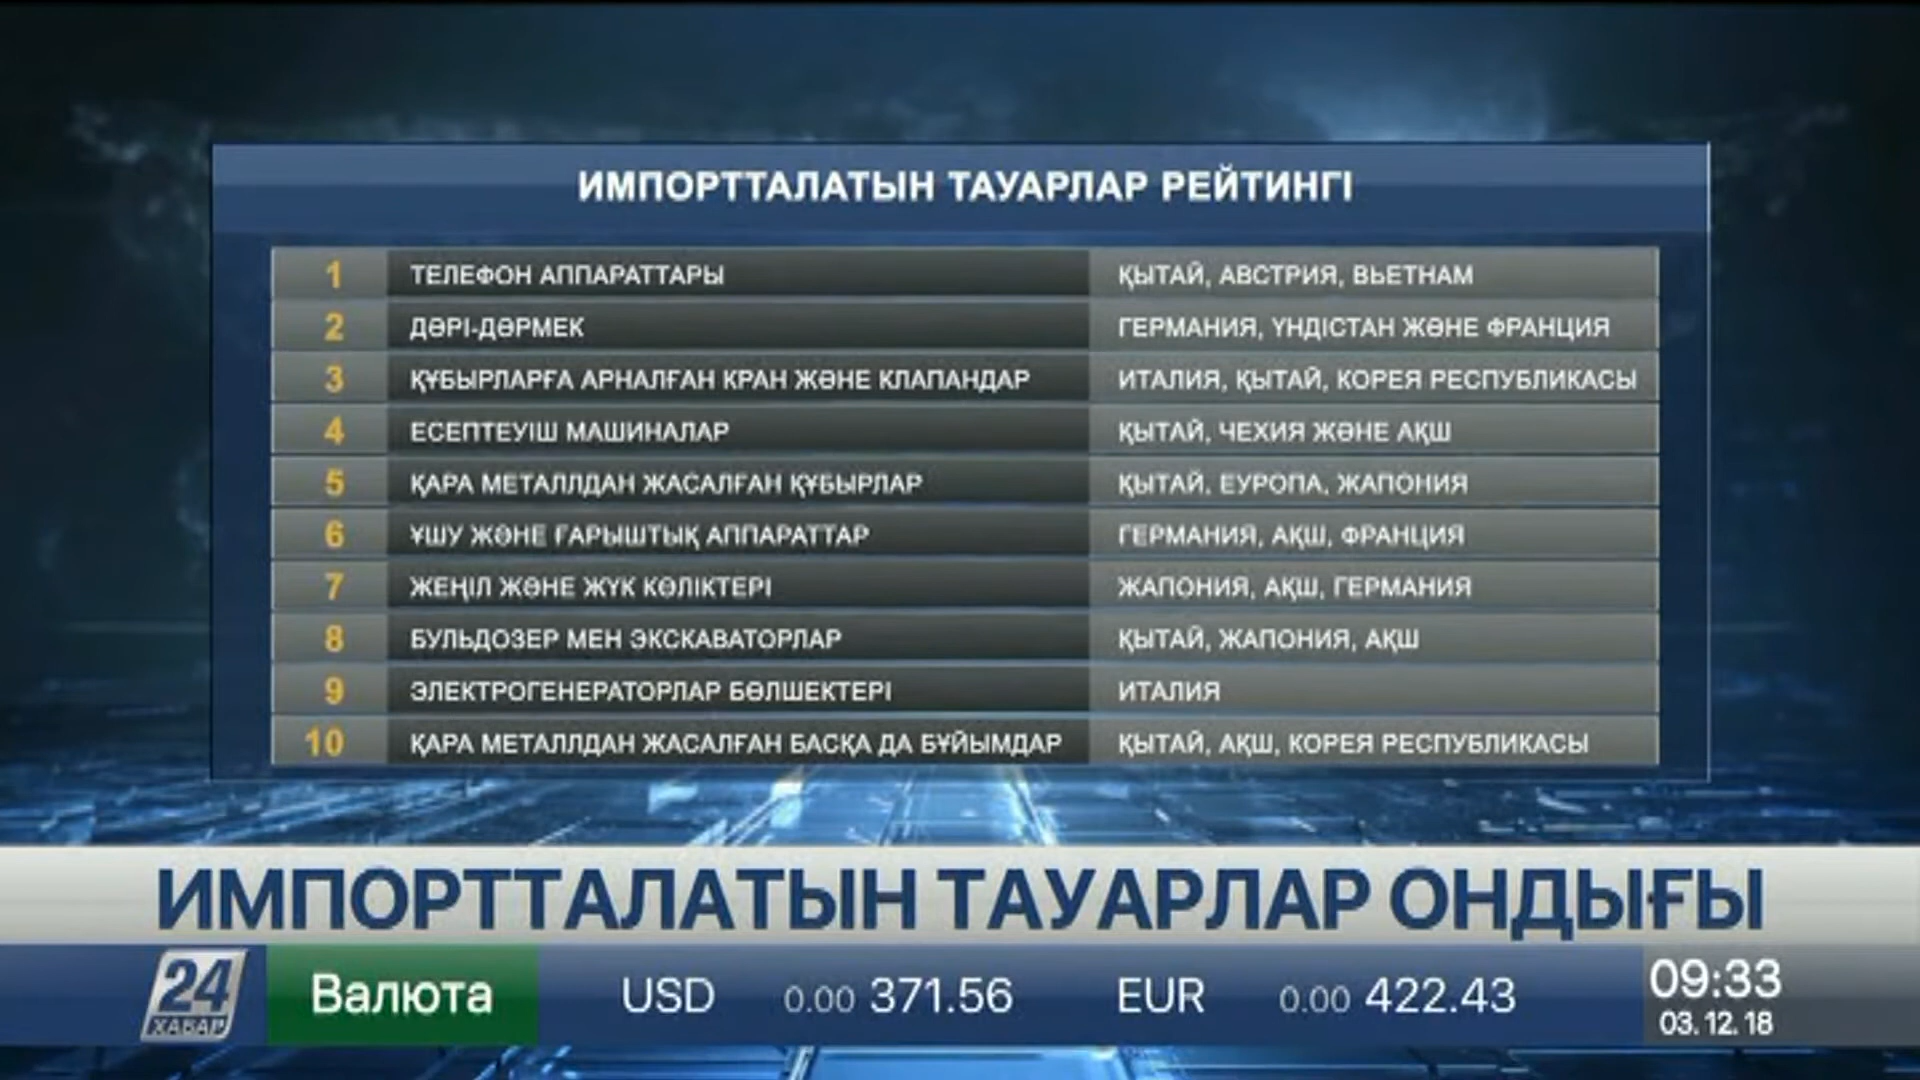 ИМПОРТТАЛАТЫН ТАУАРЛАР РЕЙТИНГІ
1 ТЕЛЕФОН АППАРАТТАРЫ ҚЫТАЙ, АВСТРИЯ, ВЬЕТНАМ
2 ДӘРІ-ДӘРМЕК ГЕРМАНИЯ, ҮНДІСТАН ЖӘНЕ ФРАНЦИЯ
3 ҚҰБЫРЛАРҒА АРНАЛҒАН КРАН ЖӘНЕ КЛАПАНДАР ИТАЛИЯ, ҚЫТАЙ, КОРЕЯ РЕСПУБЛИКАСЫ
4 ЕСЕПТЕУІШ МАШИНАЛАР ҚЫТАЙ, ЧЕХИЯ ЖӘНЕ АҚШ
5 ҚАРА МЕТАЛЛДАН ЖАСАЛҒАН ҚҰБЫРЛАР ҚЫТАЙ, ЕУРОПА, ЖАПОНИЯ
6 ҰШУ ЖӘНЕ ҒАРЫШТЫҚ АППАРАТТАР ГЕРМАНИЯ, АҚШ, ФРАНЦИЯ
7 ЖЕҢІЛ ЖӘНЕ ЖҮК КӨЛІКТЕРІ ЖАПОНИЯ, АҚШ, ГЕРМАНИЯ
8 БУЛЬДОЗЕР МЕН ЭКСКАВАТОРЛАР ҚЫТАЙ, ЖАПОНИЯ, АҚШ
9 ЭЛЕКТРОГЕНЕРАТОРЛАР БӨЛШЕКТЕРІ ИТАЛИЯ
10 ҚАРА МЕТАЛЛДАН ЖАСАЛҒАН БАСҚА ДА БҰЙЫМДАР ҚЫТАЙ, АҚШ, КОРЕЯ РЕСПУБЛИКАСЫ
ИМПОРТТАЛАТЫН ТАУАРЛАР ОНДЫҒЫ
24 ХАБАР Валюта USD 0.00 371.56 EUR 0.00 422.43 09:33
03.12.18